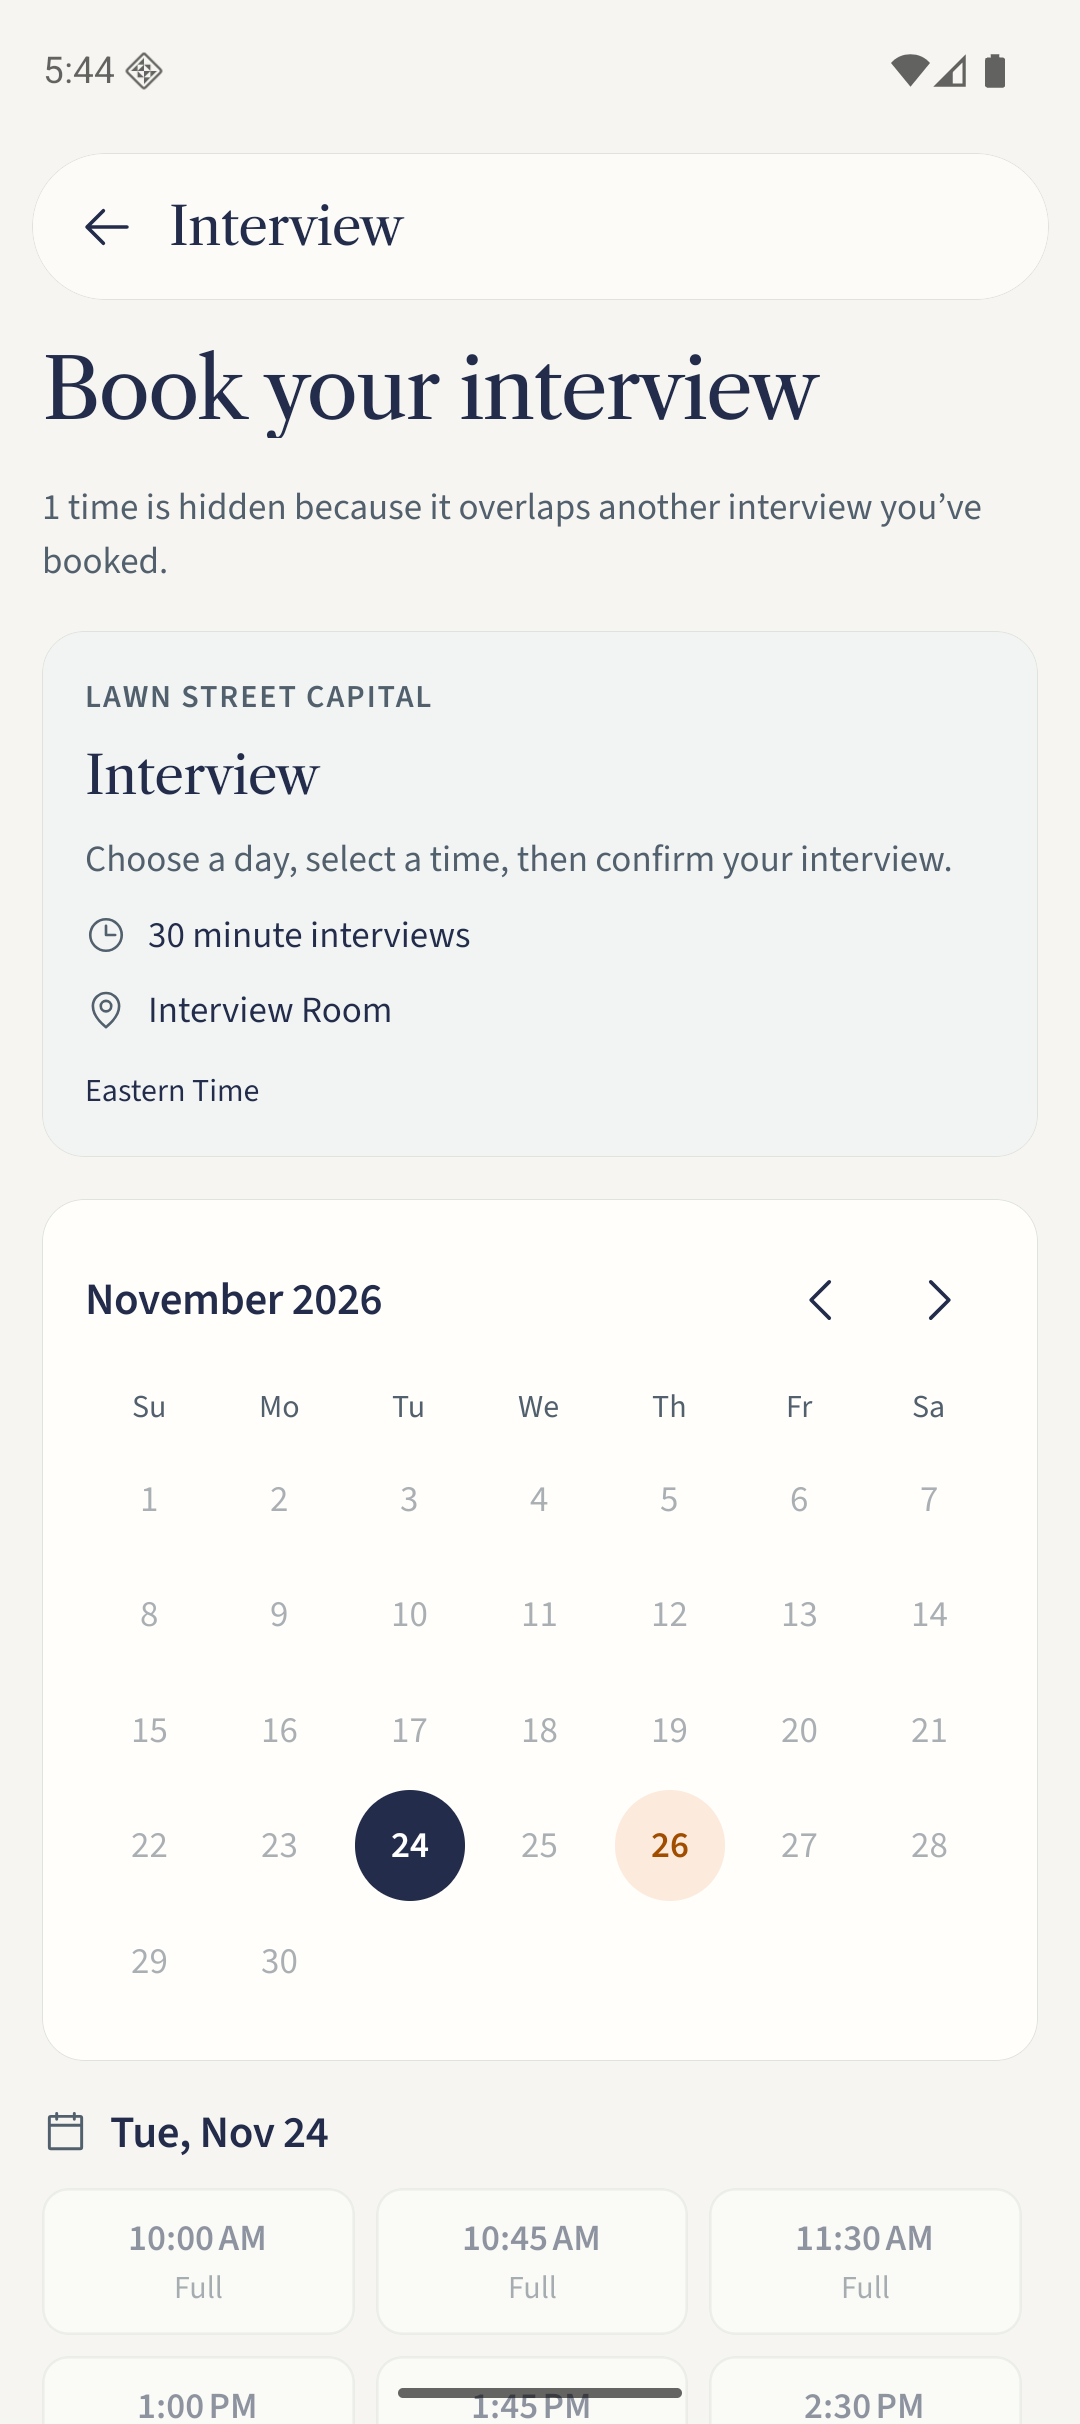 5:44
Interview
Book your interview
1 time is hidden because it overlaps another interview you’ve
booked.
LAWN STREET CAPITAL
Interview
Choose a day, select a time, then confirm your interview.
30 minute interviews
Interview Room
Eastern Time
November 2026
Su Mo Tu We Th Fr Sa
1 2 3 4 5 6 7
8 9 10 11 12 13 14
15 16 17 18 19 20 21
22 23 24 25 26 27 28
29 30
Tue, Nov 24
10:00 AM 10:45 AM 11:30 AM
Full Full Full
1:00 PM 1:45 PM 2:30 PM